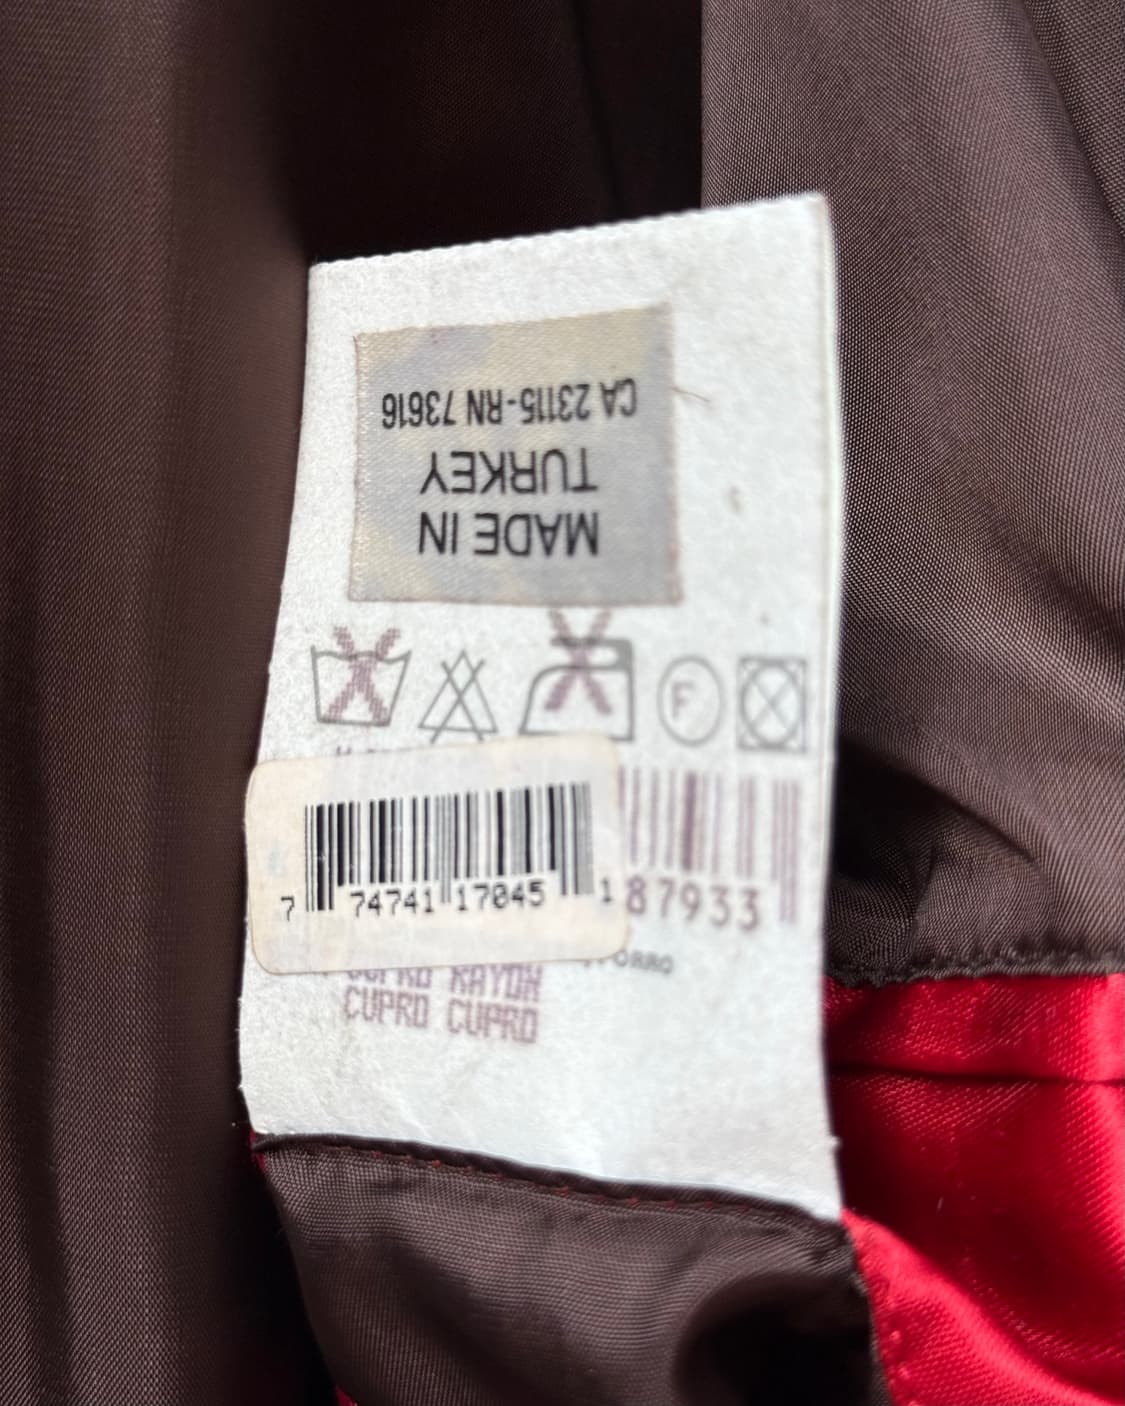 MADE IN
TURKEY
CA 23115-RN 73616
F
7 74741 17045 1
87933
CUPRO RAYON
CUPRO CUPRO